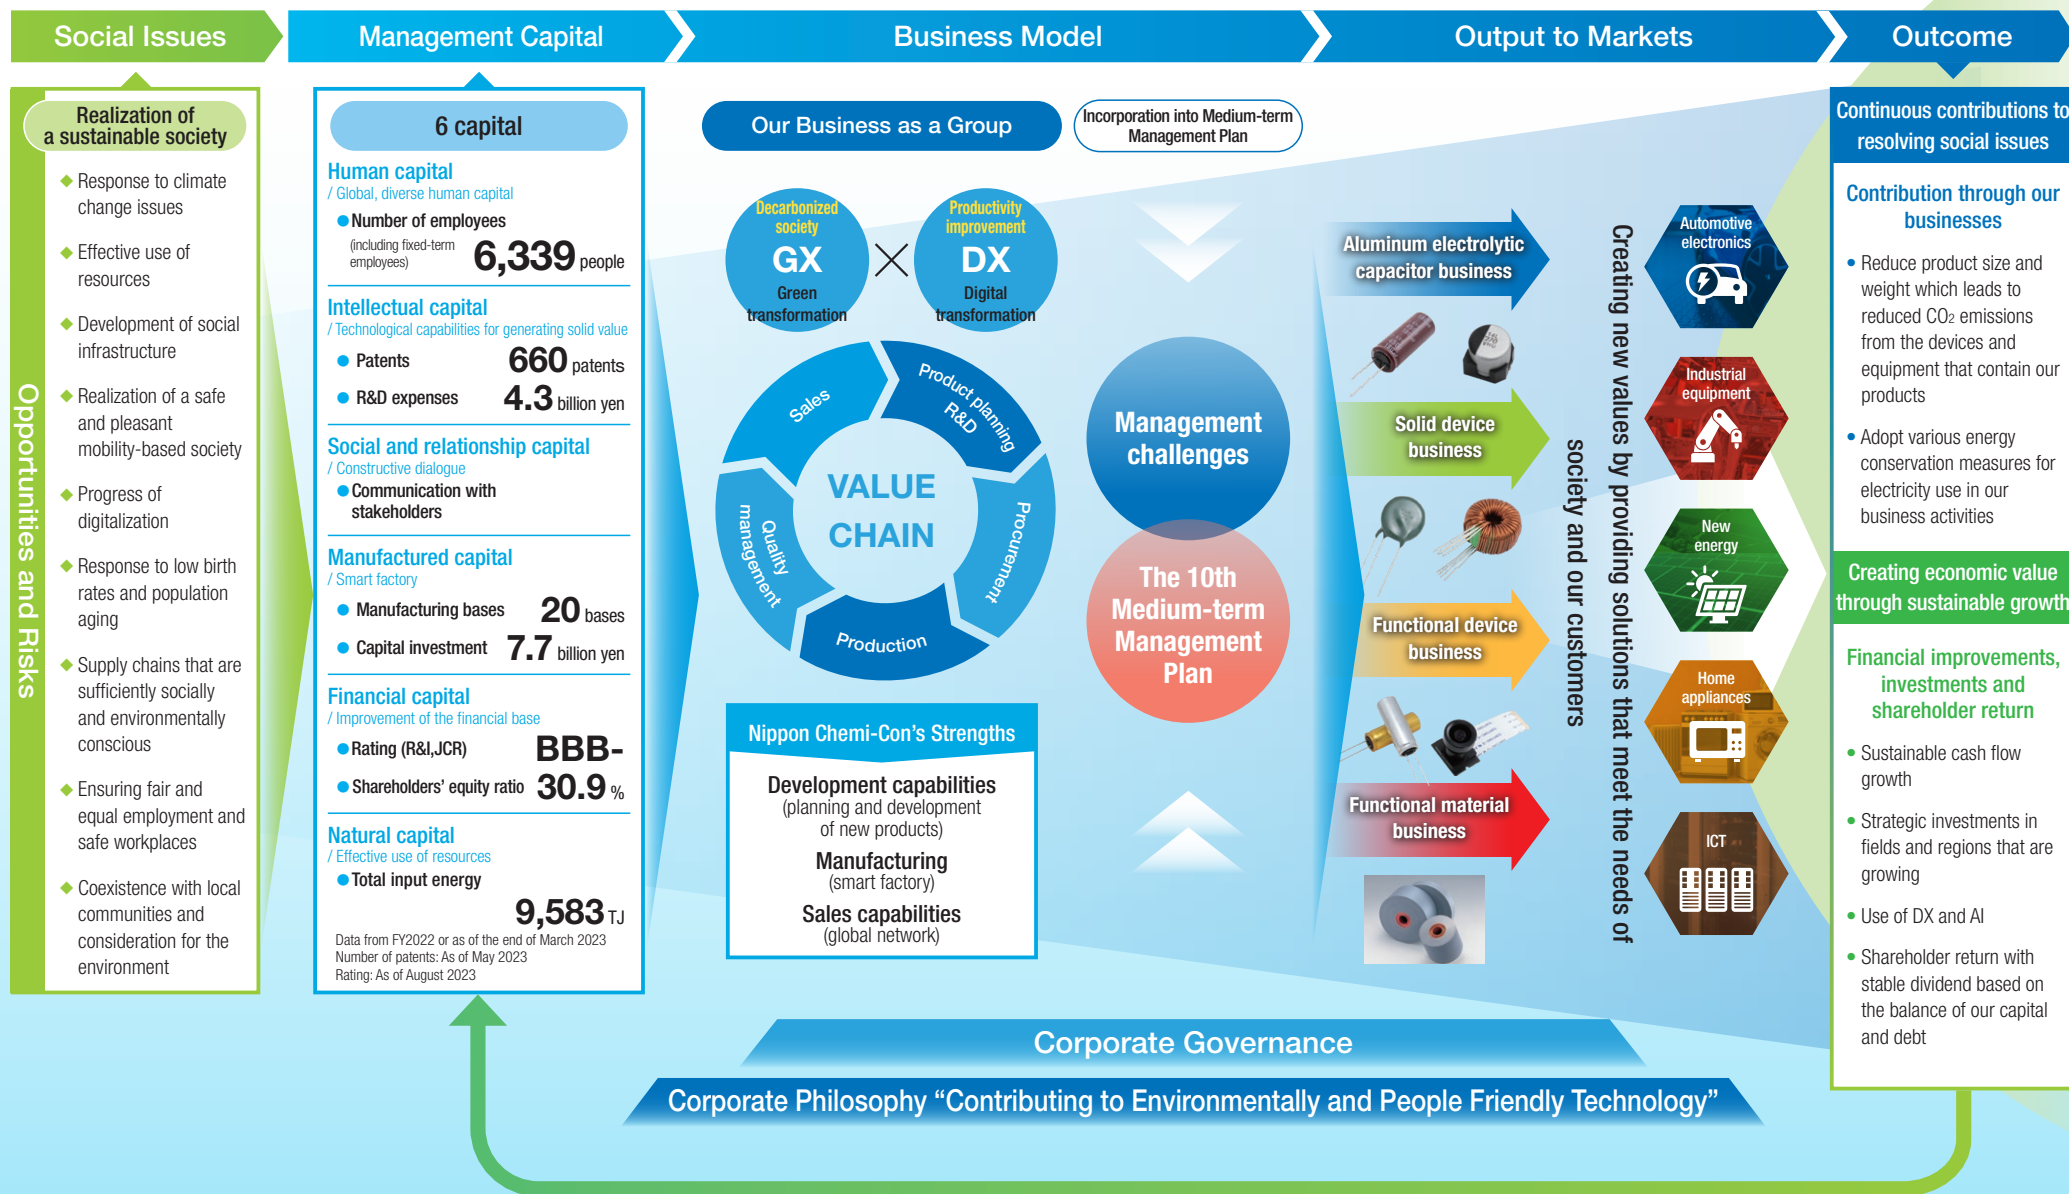 Social Issues
Management Capital
Business Model
Output to Markets
Outcome
Opportunities and Risks
Realization of
a sustainable society
◆ Response to climate
change issues
◆ Effective use of
resources
◆ Development of social
infrastructure
◆ Realization of a safe
and pleasant
mobility-based society
◆ Progress of
digitalization
◆ Response to low birth
rates and population
aging
◆ Supply chains that are
sufficiently socially
and environmentally
conscious
◆ Ensuring fair and
equal employment and
safe workplaces
◆ Coexistence with local
communities and
consideration for the
environment
6 capital
Human capital
/ Global, diverse human capital
● Number of employees
(including fixed-term
employees)
6,339 people
Intellectual capital
/ Technological capabilities for generating solid value
● Patents 660 patents
● R&D expenses 4.3 billion yen
Social and relationship capital
/ Constructive dialogue
● Communication with
stakeholders
Manufactured capital
/ Smart factory
● Manufacturing bases 20 bases
● Capital investment 7.7 billion yen
Financial capital
/ Improvement of the financial base
● Rating (R&I,JCR) BBB-
● Shareholders' equity ratio 30.9 %
Natural capital
/ Effective use of resources
● Total input energy
9,583 TJ
Data from FY2022 or as of the end of March 2023
Number of patents: As of May 2023
Rating: As of August 2023
Our Business as a Group
Decarbonized
society
GX
Green
transformation
Productivity
improvement
DX
Digital
transformation
Sales
Product planning
R&D
Procurement
Production
Quality
management
VALUE
CHAIN
Nippon Chemi-Con's Strengths
Development capabilities
(planning and development
of new products)
Manufacturing
(smart factory)
Sales capabilities
(global network)
Incorporation into Medium-term
Management Plan
Management
challenges
The 10th
Medium-term
Management
Plan
Aluminum electrolytic
capacitor business
Solid device
business
Functional device
business
Functional material
business
Creating new values by providing solutions that meet the needs of
society and our customers
Automotive
electronics
Industrial
equipment
New
energy
Home
appliances
ICT
Continuous contributions to
resolving social issues
Contribution through our
businesses
• Reduce product size and
weight which leads to
reduced CO2 emissions
from the devices and
equipment that contain our
products
• Adopt various energy
conservation measures for
electricity use in our
business activities
Creating economic value
through sustainable growth
Financial improvements,
investments and
shareholder return
• Sustainable cash flow
growth
• Strategic investments in
fields and regions that are
growing
• Use of DX and AI
• Shareholder return with
stable dividend based on
the balance of our capital
and debt
Corporate Governance
Corporate Philosophy “Contributing to Environmentally and People Friendly Technology”